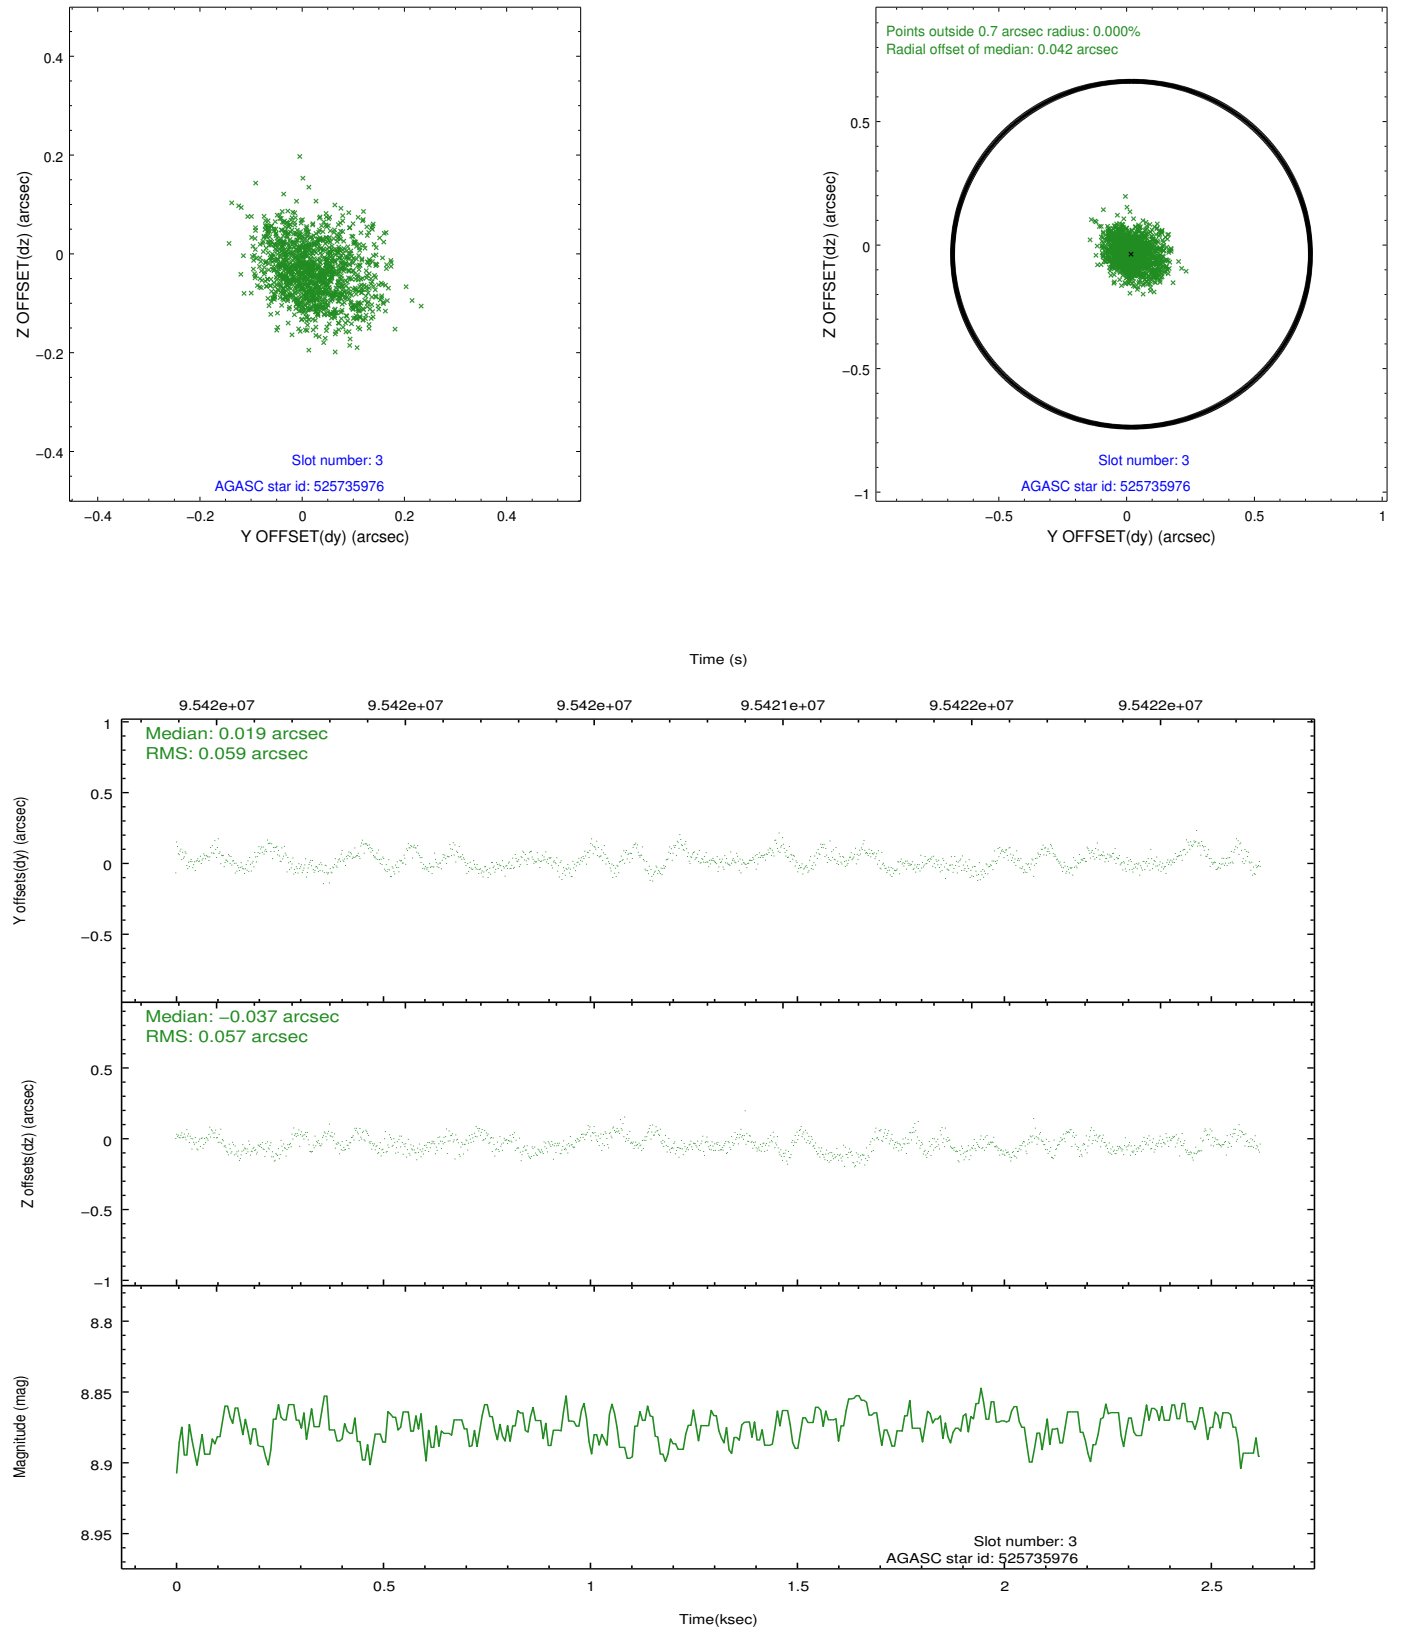 0.4
0.2
0
−0.2
−0.4
Z OFFSET(dz) (arcsec)
Slot number: 3
AGASC star id: 525735976
−0.4 −0.2 0 0.2 0.4
Y OFFSET(dy) (arcsec)
Points outside 0.7 arcsec radius: 0.000%
Radial offset of median: 0.042 arcsec
0.5
0
−0.5
−1
Z OFFSET(dz) (arcsec)
Slot number: 3
AGASC star id: 525735976
−0.5 0 0.5 1
Y OFFSET(dy) (arcsec)
Time (s)
9.542e+07 9.542e+07 9.542e+07 9.5421e+07 9.5422e+07 9.5422e+07
Median: 0.019 arcsec
RMS: 0.059 arcsec
1
0.5
0
−0.5
Y offsets(dy) (arcsec)
Median: −0.037 arcsec
RMS: 0.057 arcsec
0.5
0
−0.5
−1
Z offsets(dz) (arcsec)
8.8
8.85
8.9
8.95
Magnitude (mag)
Slot number: 3
AGASC star id: 525735976
0 0.5 1 1.5 2 2.5
Time(ksec)